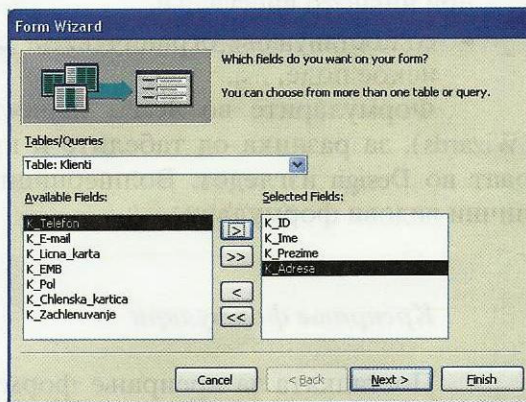 Form Wizard
Which fields do you want on your form?
You can choose from more than one table or query.
Tables/Queries
Table: Klienti
Available Fields:
K_Telefon
K_E-mail
K_Licna_karta
K_EMB
K_Pol
K_Chlenska_kartica
K_Zachlenuvanje
>
>>
<
<<
Selected Fields:
K_ID
K_Ime
K_Prezime
K_Adresa
Cancel
< Back
Next >
Finish